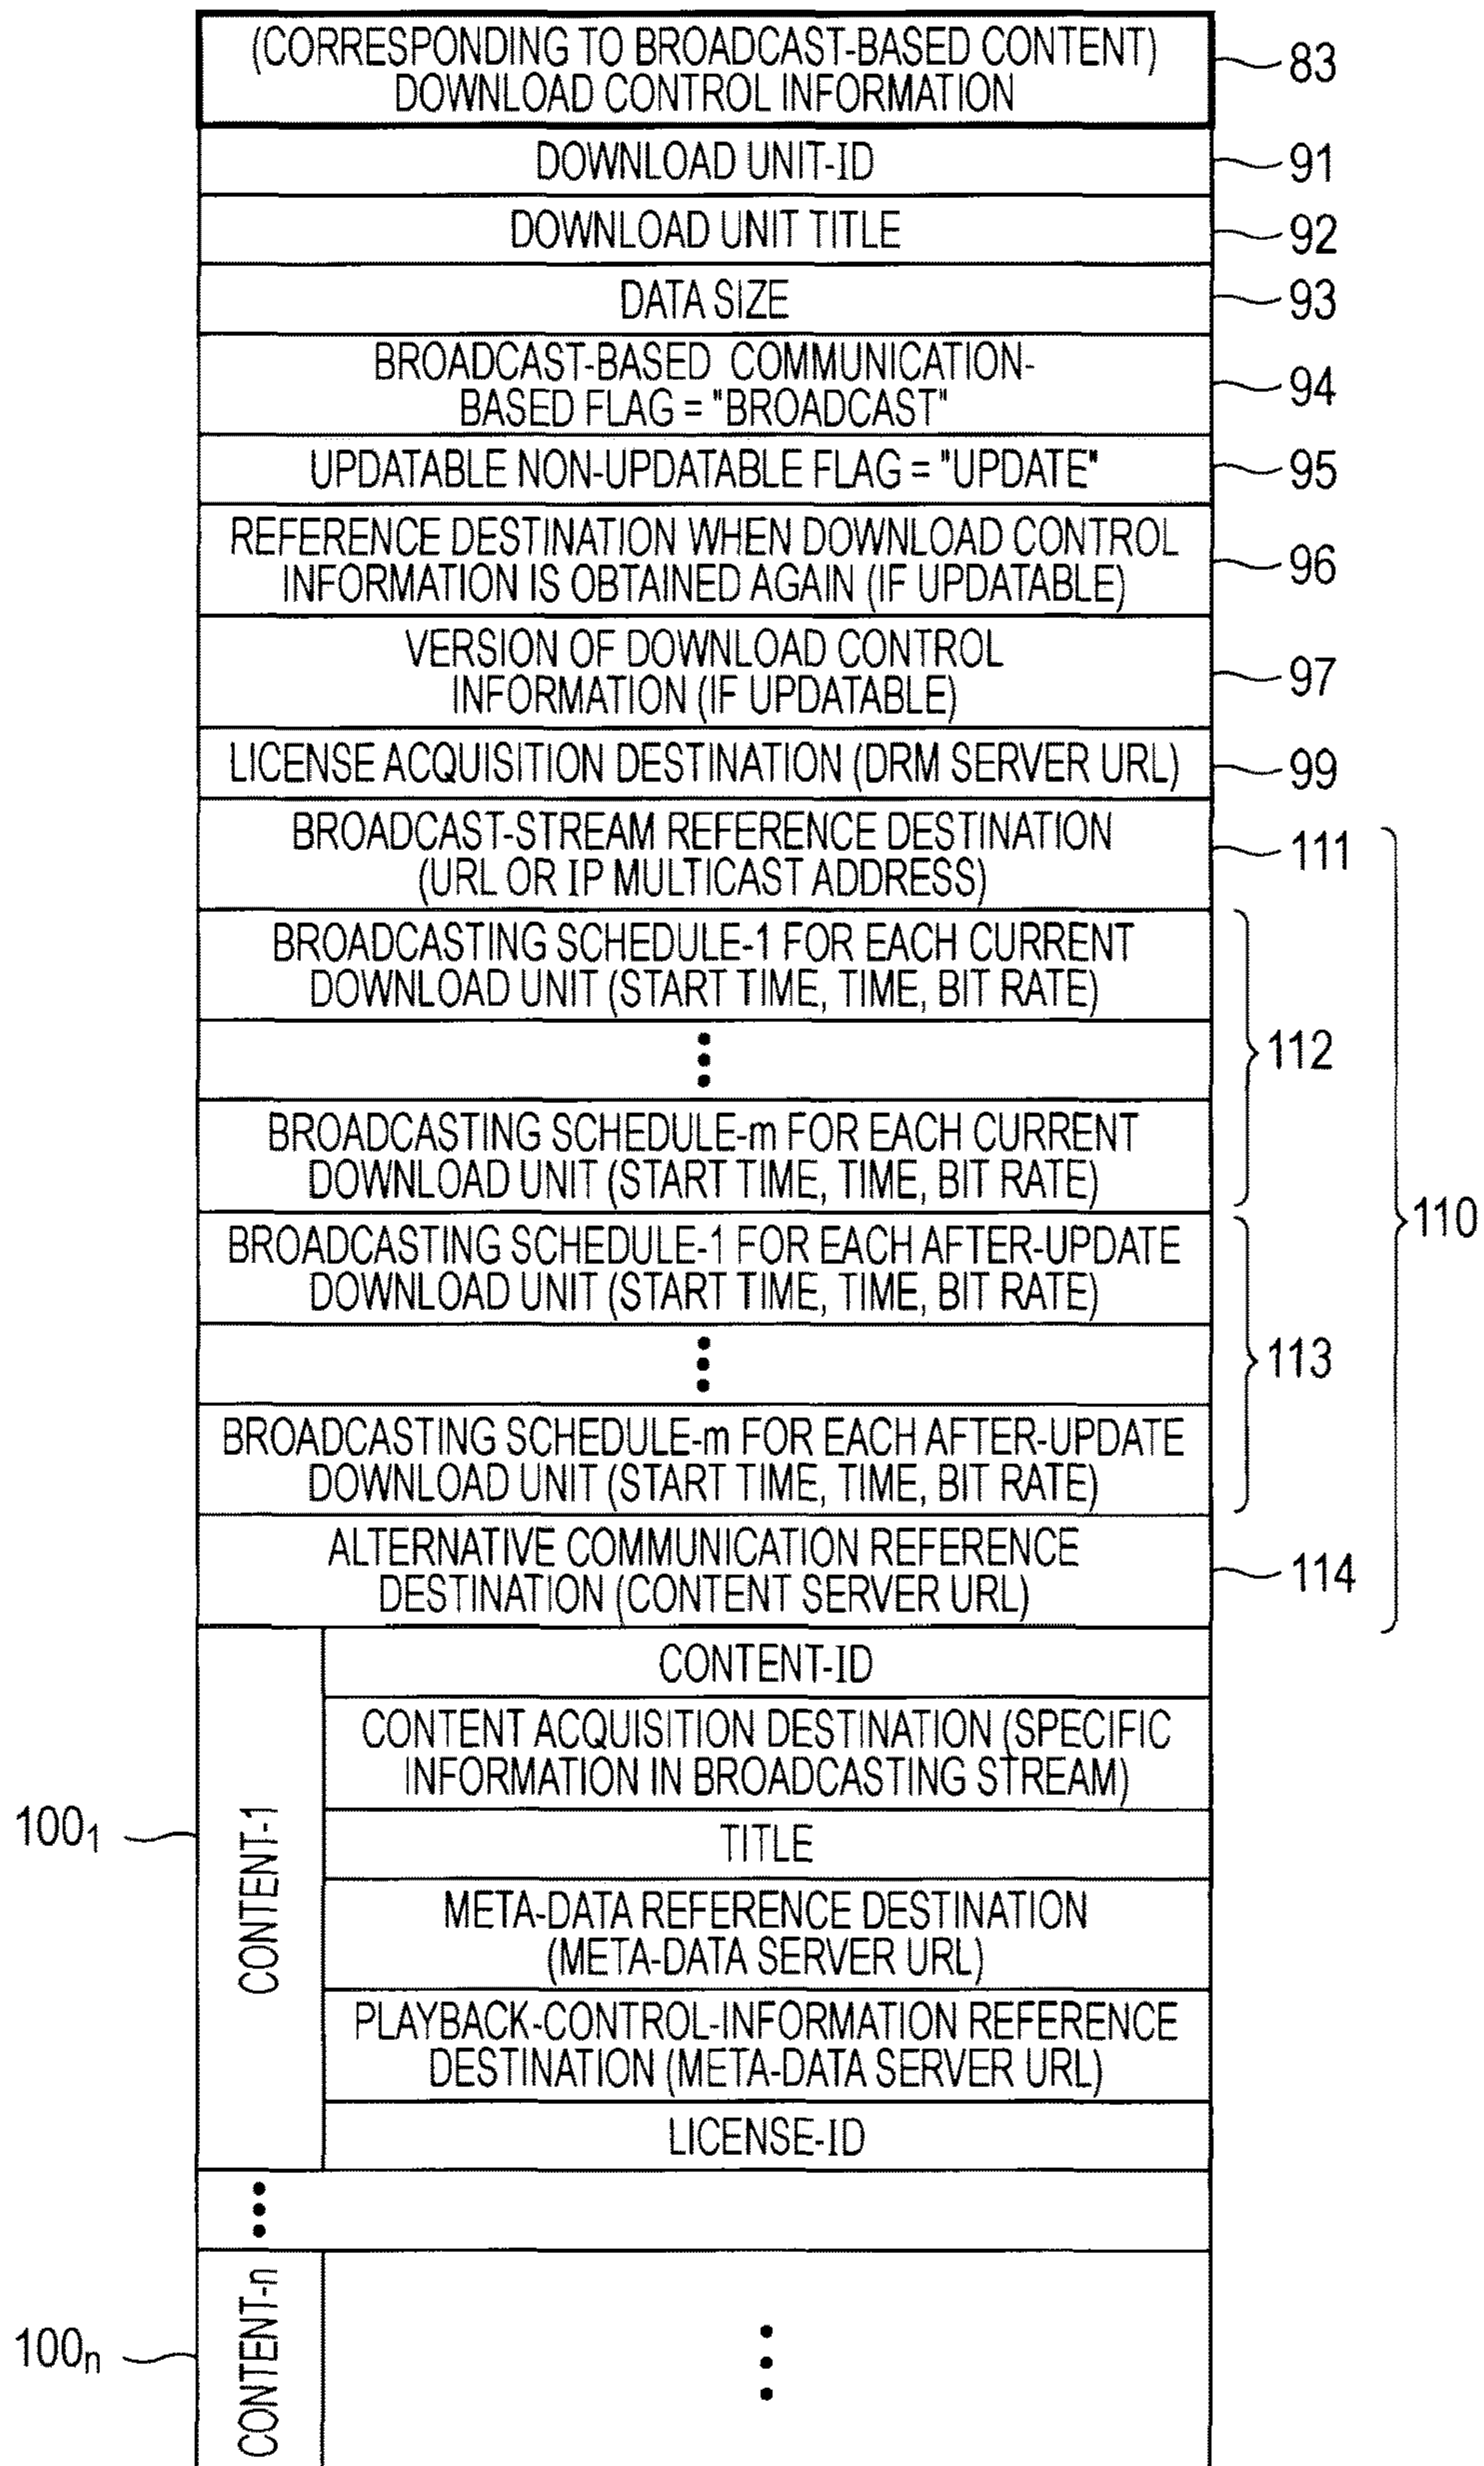 (CORRESPONDING TO BROADCAST-BASED CONTENT)
DOWNLOAD CONTROL INFORMATION
83
DOWNLOAD UNIT-ID
91
DOWNLOAD UNIT TITLE
92
DATA SIZE
93
BROADCAST-BASED COMMUNICATION-
BASED FLAG = "BROADCAST"
94
UPDATABLE NON-UPDATABLE FLAG = "UPDATE"
95
REFERENCE DESTINATION WHEN DOWNLOAD CONTROL
INFORMATION IS OBTAINED AGAIN (IF UPDATABLE)
96
VERSION OF DOWNLOAD CONTROL
INFORMATION (IF UPDATABLE)
97
LICENSE ACQUISITION DESTINATION (DRM SERVER URL)
99
BROADCAST-STREAM REFERENCE DESTINATION
(URL OR IP MULTICAST ADDRESS)
111
BROADCASTING SCHEDULE-1 FOR EACH CURRENT
DOWNLOAD UNIT (START TIME, TIME, BIT RATE)
112
BROADCASTING SCHEDULE-m FOR EACH CURRENT
DOWNLOAD UNIT (START TIME, TIME, BIT RATE)
110
BROADCASTING SCHEDULE-1 FOR EACH AFTER-UPDATE
DOWNLOAD UNIT (START TIME, TIME, BIT RATE)
113
BROADCASTING SCHEDULE-m FOR EACH AFTER-UPDATE
DOWNLOAD UNIT (START TIME, TIME, BIT RATE)
ALTERNATIVE COMMUNICATION REFERENCE
DESTINATION (CONTENT SERVER URL)
114
100₁
CONTENT-1
CONTENT-ID
CONTENT ACQUISITION DESTINATION (SPECIFIC
INFORMATION IN BROADCASTING STREAM)
TITLE
META-DATA REFERENCE DESTINATION
(META-DATA SERVER URL)
PLAYBACK-CONTROL-INFORMATION REFERENCE
DESTINATION (META-DATA SERVER URL)
LICENSE-ID
100ₙ
CONTENT-n